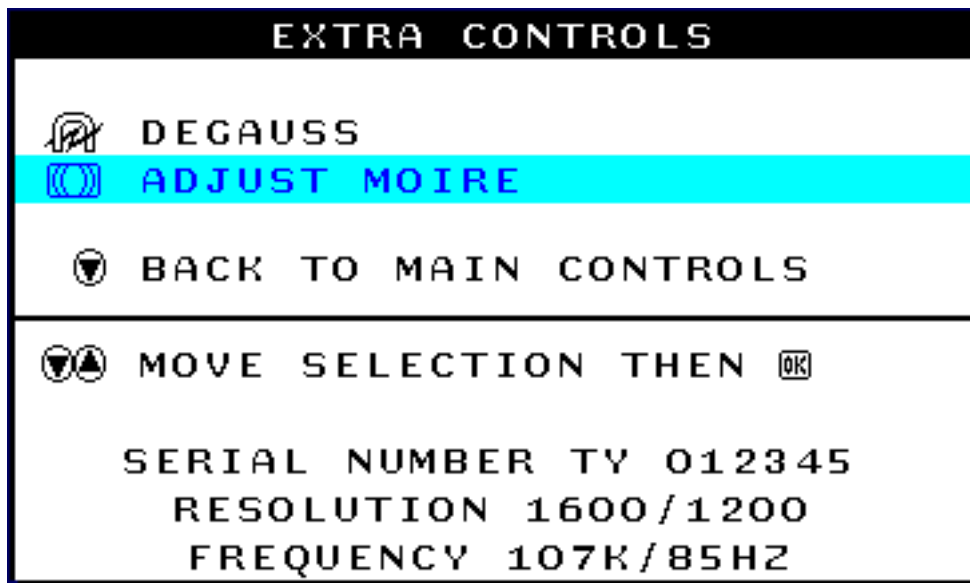 EXTRA CONTROLS
DEGAUSS
ADJUST MOIRE
BACK TO MAIN CONTROLS
MOVE SELECTION THEN OK
SERIAL NUMBER TY 012345
RESOLUTION 1600/1200
FREQUENCY 107K/85HZ